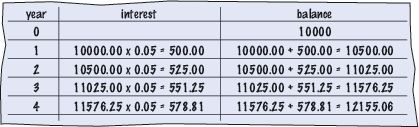 year interest balance
0 10000
1 10000.00 x 0.05 = 500.00 10000.00 + 500.00 = 10500.00
2 10500.00 x 0.05 = 525.00 10500.00 + 525.00 = 11025.00
3 11025.00 x 0.05 = 551.25 11025.00 + 551.25 = 11576.25
4 11576.25 x 0.05 = 578.81 11576.25 + 578.81 = 12155.06